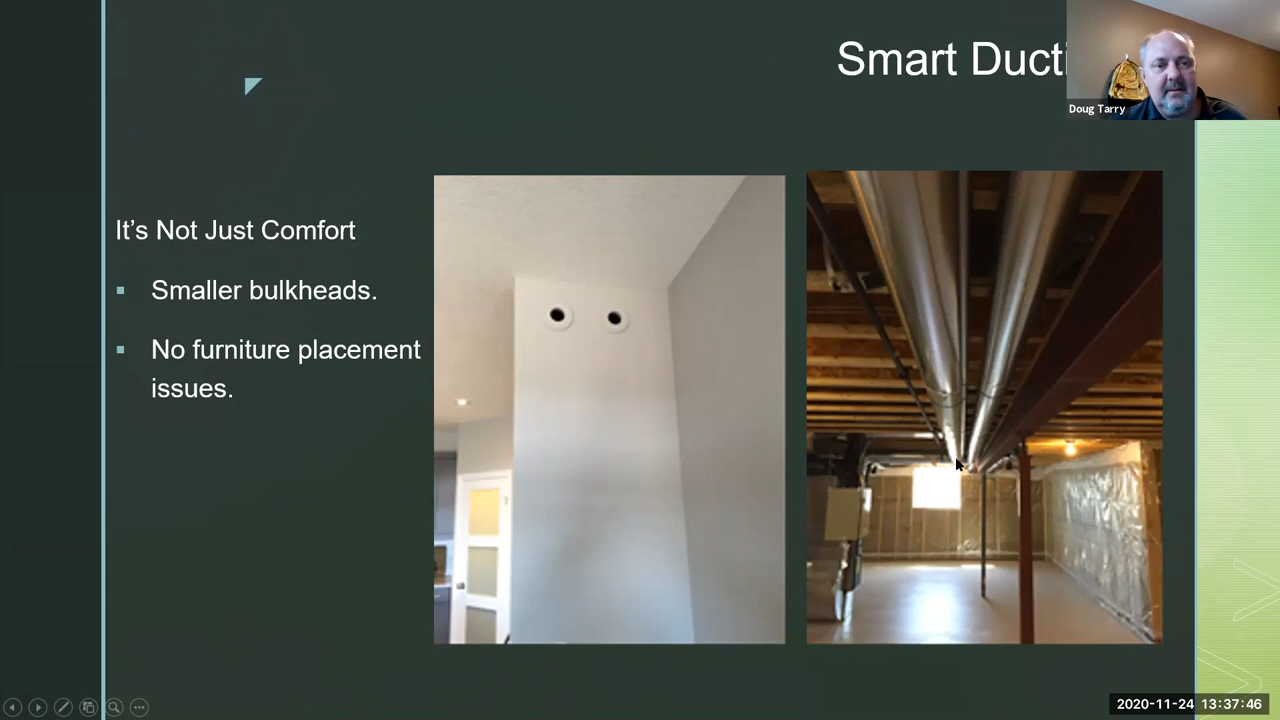 Smart Ducti
Doug Tarry
It’s Not Just Comfort
Smaller bulkheads.
No furniture placement
issues.
2020-11-24 13:37:46